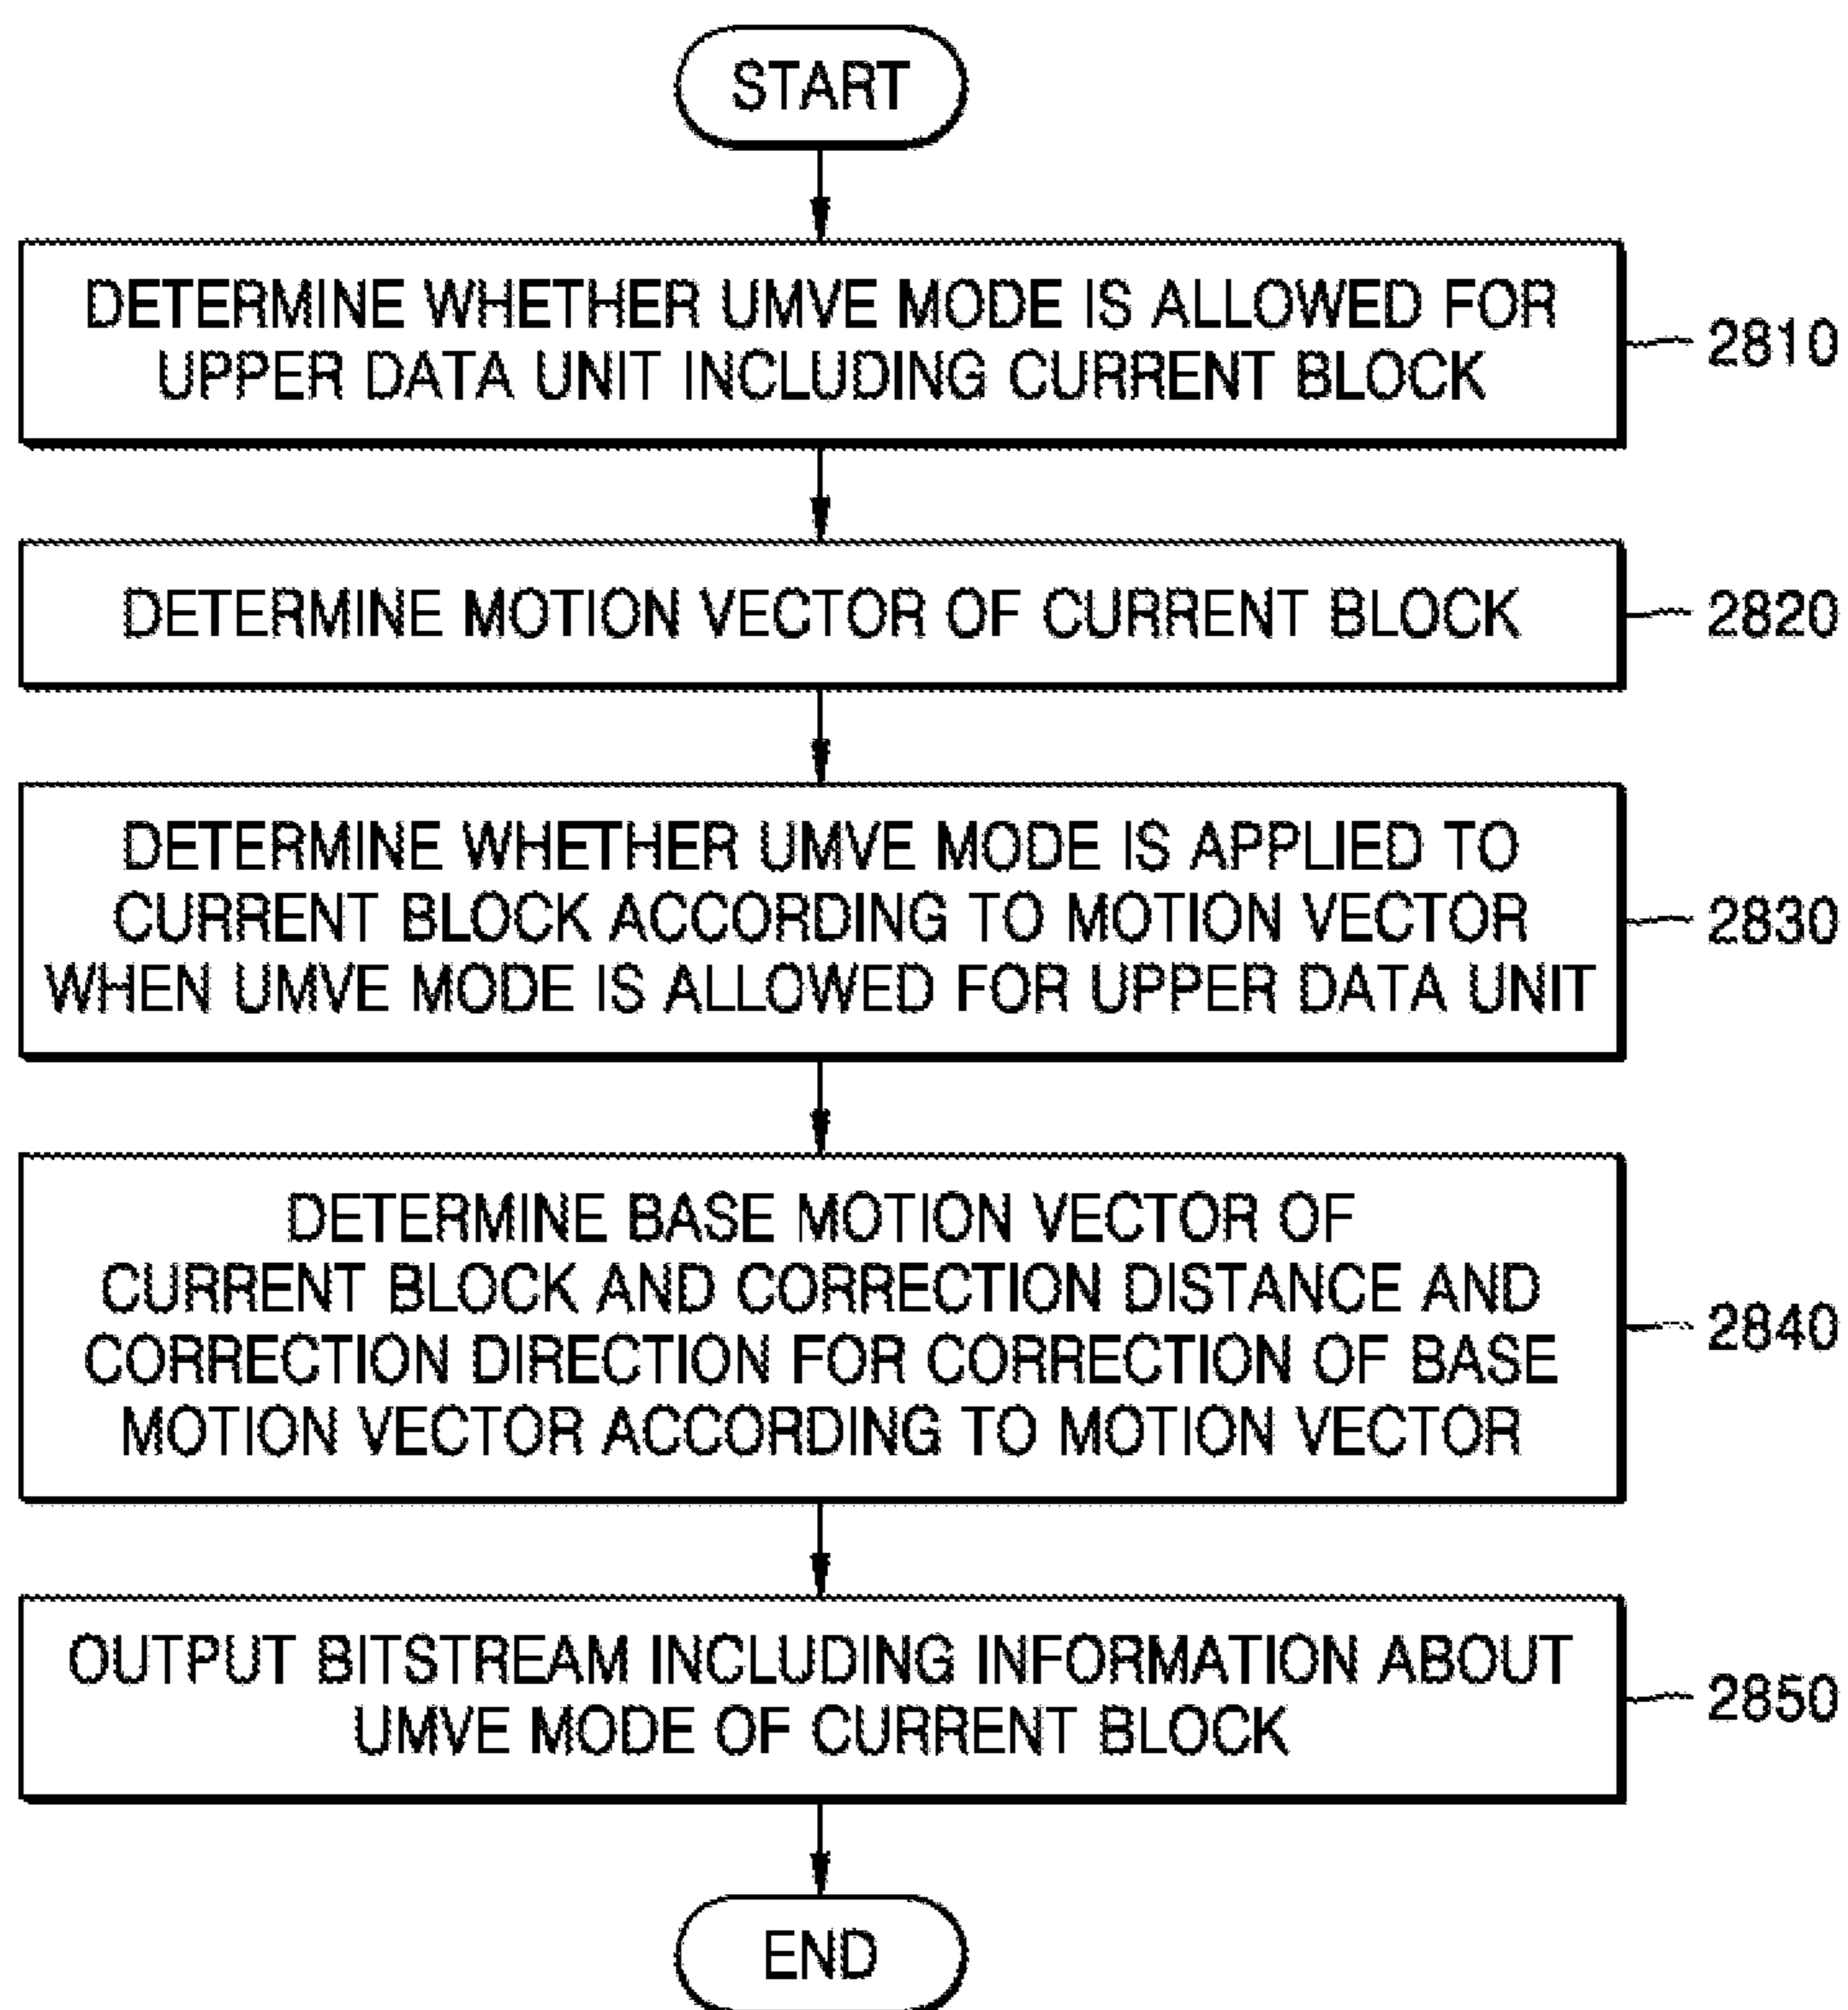 START
DETERMINE WHETHER UMVE MODE IS ALLOWED FOR
UPPER DATA UNIT INCLUDING CURRENT BLOCK
2810
DETERMINE MOTION VECTOR OF CURRENT BLOCK
2820
DETERMINE WHETHER UMVE MODE IS APPLIED TO
CURRENT BLOCK ACCORDING TO MOTION VECTOR
WHEN UMVE MODE IS ALLOWED FOR UPPER DATA UNIT
2830
DETERMINE BASE MOTION VECTOR OF
CURRENT BLOCK AND CORRECTION DISTANCE AND
CORRECTION DIRECTION FOR CORRECTION OF BASE
MOTION VECTOR ACCORDING TO MOTION VECTOR
2840
OUTPUT BITSTREAM INCLUDING INFORMATION ABOUT
UMVE MODE OF CURRENT BLOCK
2850
END